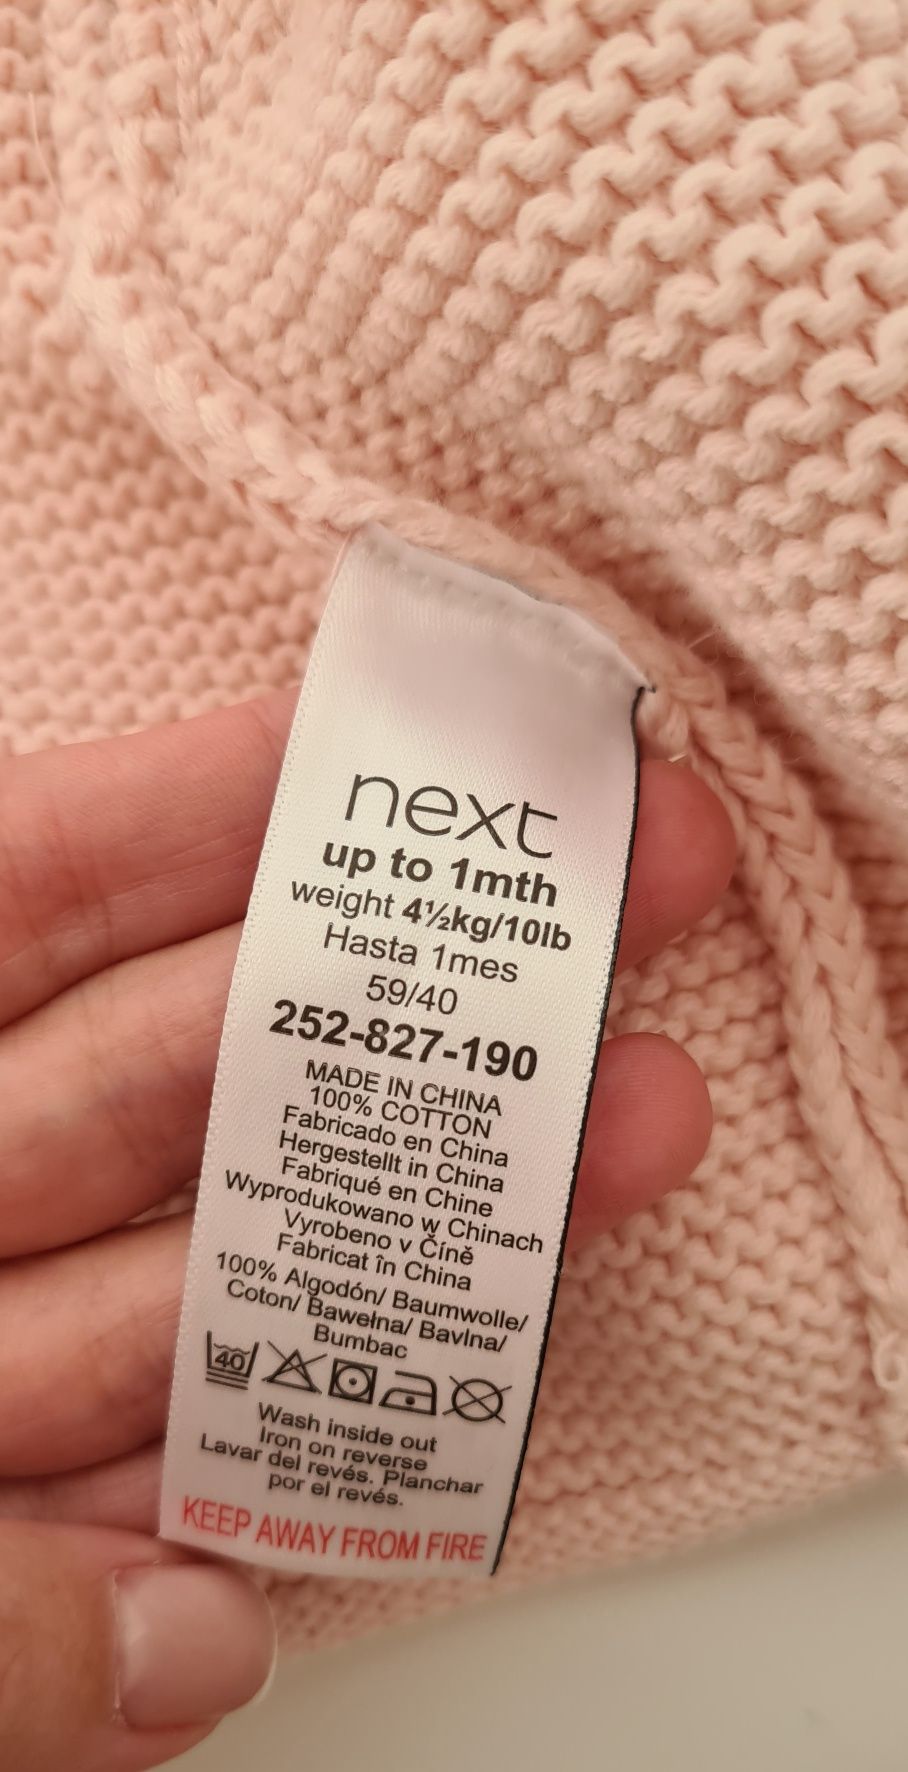 next
up to 1mth
weight 4½kg/10lb
Hasta 1mes
59/40
252-827-190
MADE IN CHINA
100% COTTON
Fabricado en China
Hergestellt in China
Fabriqué en Chine
Wyprodukowano w Chinach
Vyrobeno v Číně
Fabricat în China
100% Algodón/ Baumwolle/
Coton/ Bawełna/ Bavlna/
Bumbac
40
Wash inside out
Iron on reverse
Lavar del revés. Planchar
por el revés.
KEEP AWAY FROM FIRE